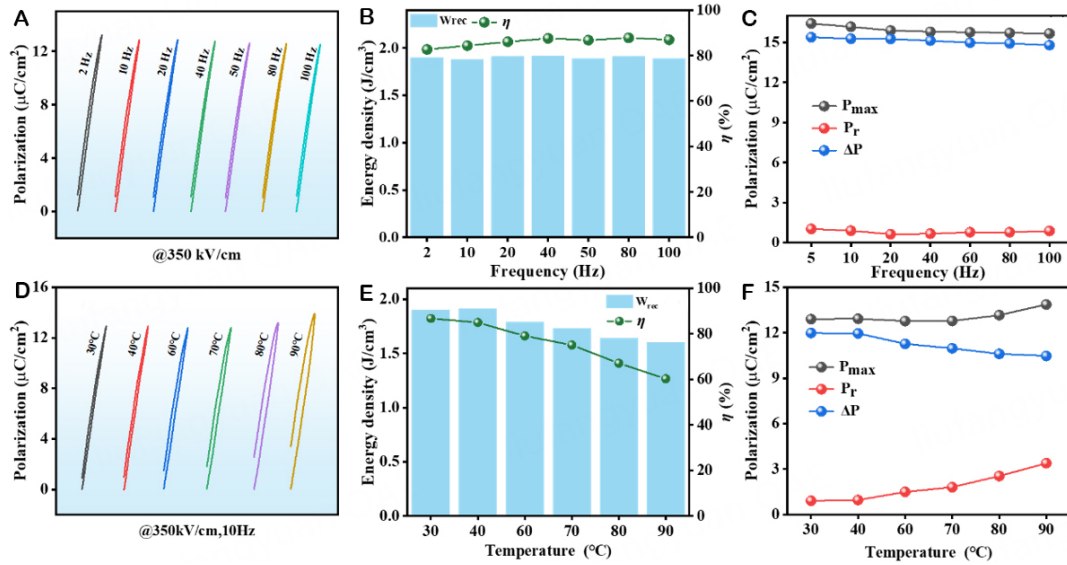 A
Polarization (μC/cm²)
12
8
4
0
2 Hz
10 Hz
20 Hz
40 Hz
50 Hz
80 Hz
100 Hz
@350 kV/cm
B
Energy density (J/cm³)
2.0
1.5
1.0
0.5
0.0
Wrec
η
100
80
60
40
20
0
η (%)
2 10 20 40 50 80 100
Frequency (Hz)
C
Polarization (μC/cm²)
15
12
9
6
3
0
Pmax
Pr
ΔP
5 10 20 40 60 80 100
Frequency (Hz)
D
Polarization (μC/cm²)
16
12
8
4
0
30°C
40°C
60°C
70°C
80°C
90°C
@350kV/cm,10Hz
E
Energy density (J/cm³)
2.0
1.5
1.0
0.5
0.0
Wrec
η
100
80
60
40
20
0
η (%)
30 40 60 70 80 90
Temperature (°C)
F
Polarization (μC/cm²)
15
12
9
6
3
0
Pmax
Pr
ΔP
30 40 60 70 80 90
Temperature (°C)